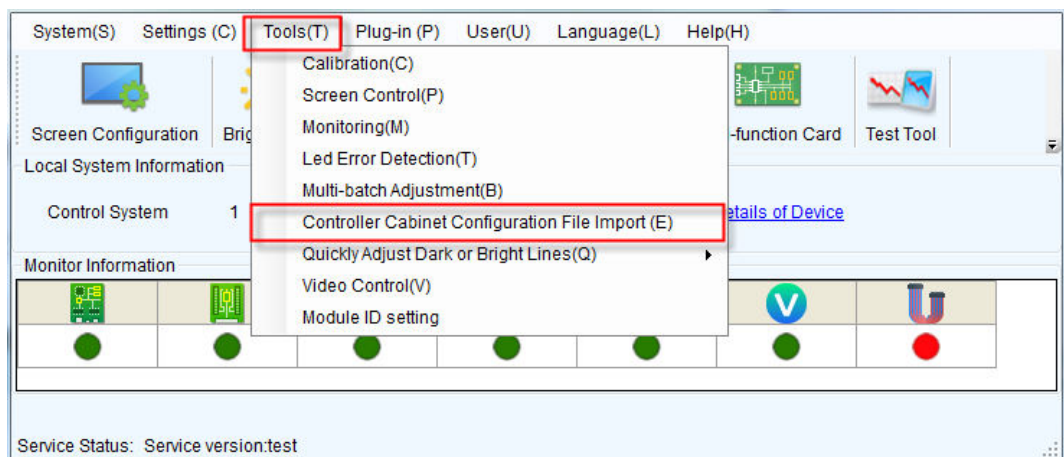 System(S) Settings (C) Tools(T) Plug-in (P) User(U) Language(L) Help(H)
Calibration(C)
Screen Control(P)
Monitoring(M)
Led Error Detection(T)
Multi-batch Adjustment(B)
Controller Cabinet Configuration File Import (E)
Quickly Adjust Dark or Bright Lines(Q)
Video Control(V)
Module ID setting
Screen Configuration Brig -function Card Test Tool
Local System Information
Control System 1 etails of Device
Monitor Information
V
Service Status: Service version:test